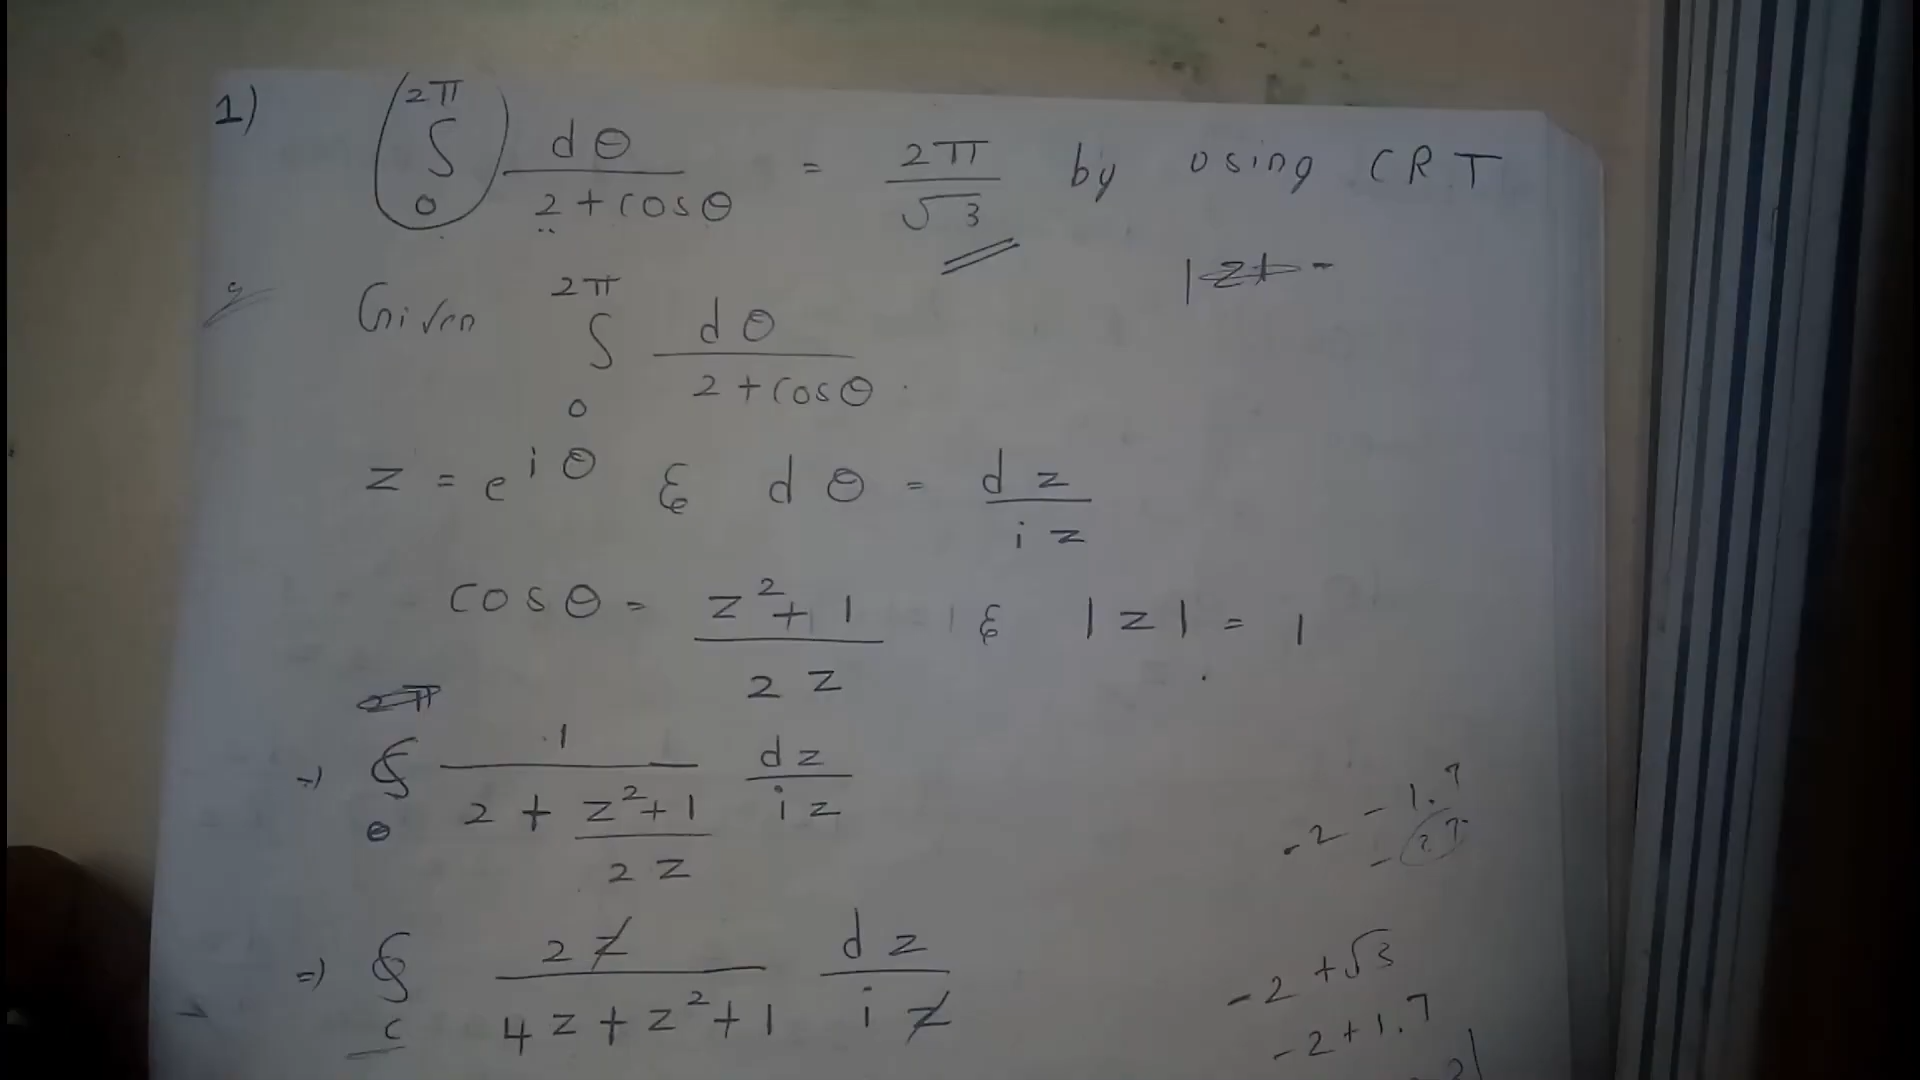 1) ∫₀^2π dθ / 2 + cosθ = 2π / √3 by using CRT
|z| -
Given ∫₀^2π dθ / 2 + cosθ
z = e^iθ & dθ = dz / iz
cosθ = z² + 1 / 2z & |z| = 1
2π
⇒ ∮ 1 / 2 + z² + 1 / 2z dz / iz
-2 - 1.7
⇒ ∮_c 2z / 4z + z² + 1 dz / iz
-2 + √3
-2 + 1.7